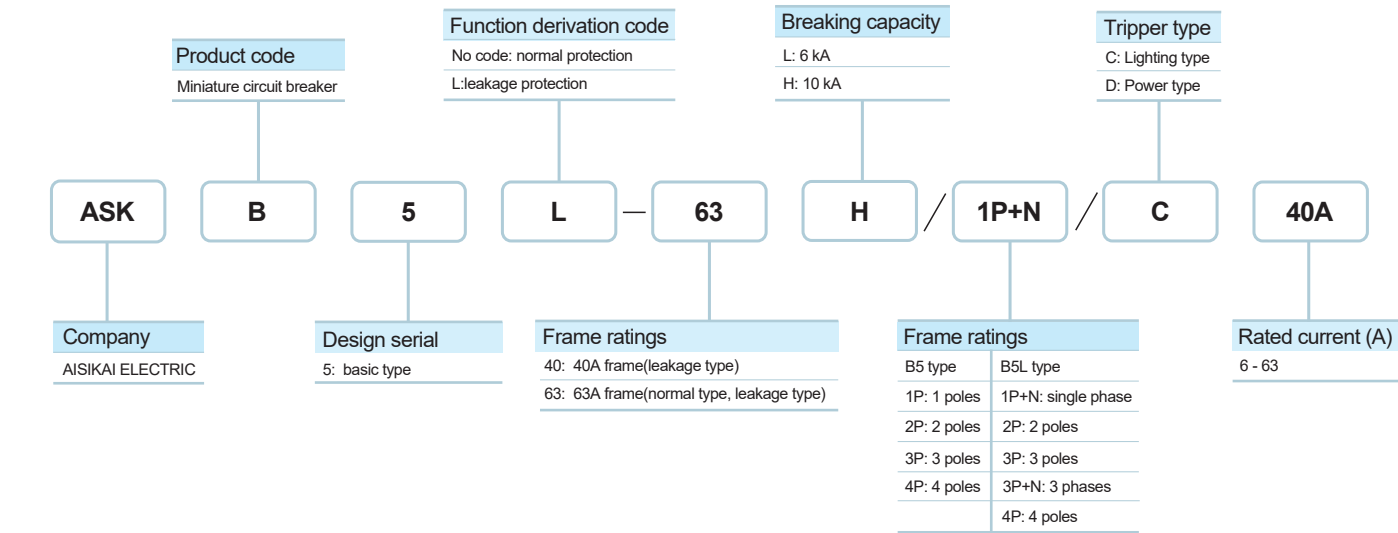 Function derivation code
No code: normal protection
L:leakage protection
Breaking capacity
L: 6 kA
H: 10 kA
Tripper type
C: Lighting type
D: Power type
Product code
Miniature circuit breaker
ASK B 5 L — 63 H / 1P+N / C 40A
Company
AISIKAI ELECTRIC
Design serial
5: basic type
Frame ratings
40: 40A frame(leakage type)
63: 63A frame(normal type, leakage type)
Frame ratings
B5 type B5L type
1P: 1 poles 1P+N: single phase
2P: 2 poles 2P: 2 poles
3P: 3 poles 3P: 3 poles
4P: 4 poles 3P+N: 3 phases
4P: 4 poles
Rated current (A)
6 - 63